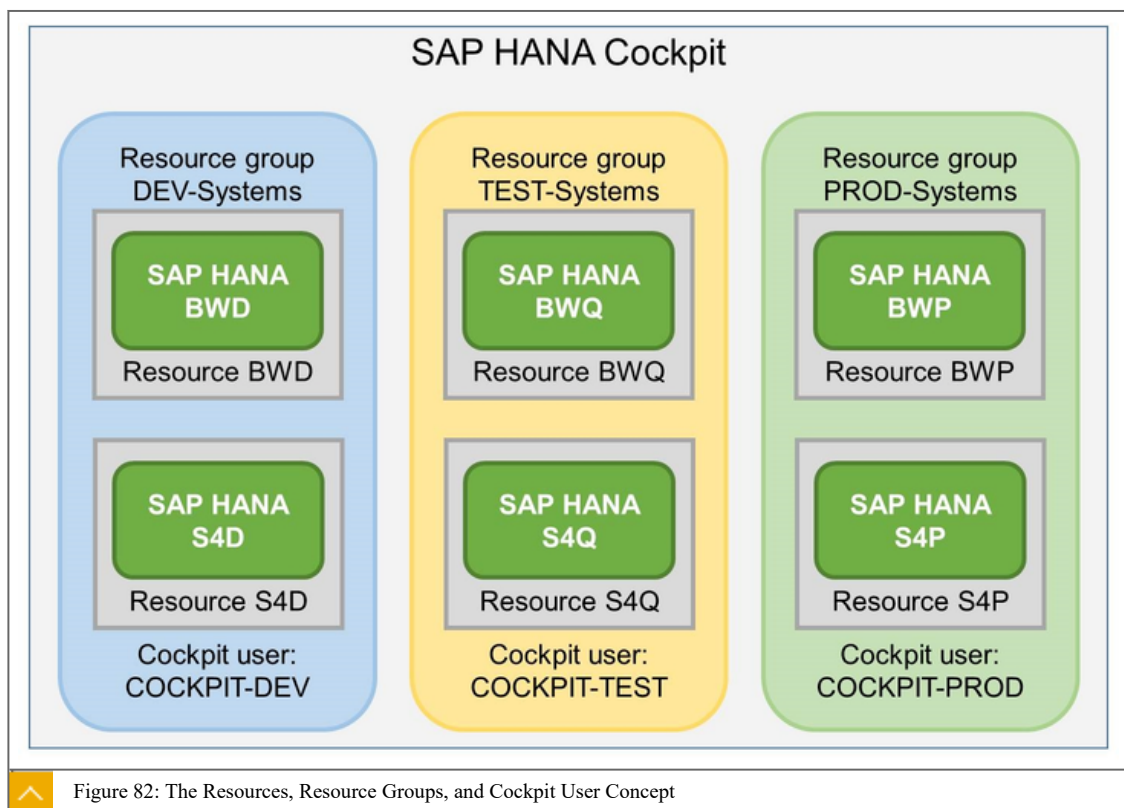 SAP HANA Cockpit
Resource group
DEV-Systems
SAP HANA
BWD
Resource BWD
SAP HANA
S4D
Resource S4D
Cockpit user:
COCKPIT-DEV
Resource group
TEST-Systems
SAP HANA
BWQ
Resource BWQ
SAP HANA
S4Q
Resource S4Q
Cockpit user:
COCKPIT-TEST
Resource group
PROD-Systems
SAP HANA
BWP
Resource BWP
SAP HANA
S4P
Resource S4P
Cockpit user:
COCKPIT-PROD
Figure 82: The Resources, Resource Groups, and Cockpit User Concept